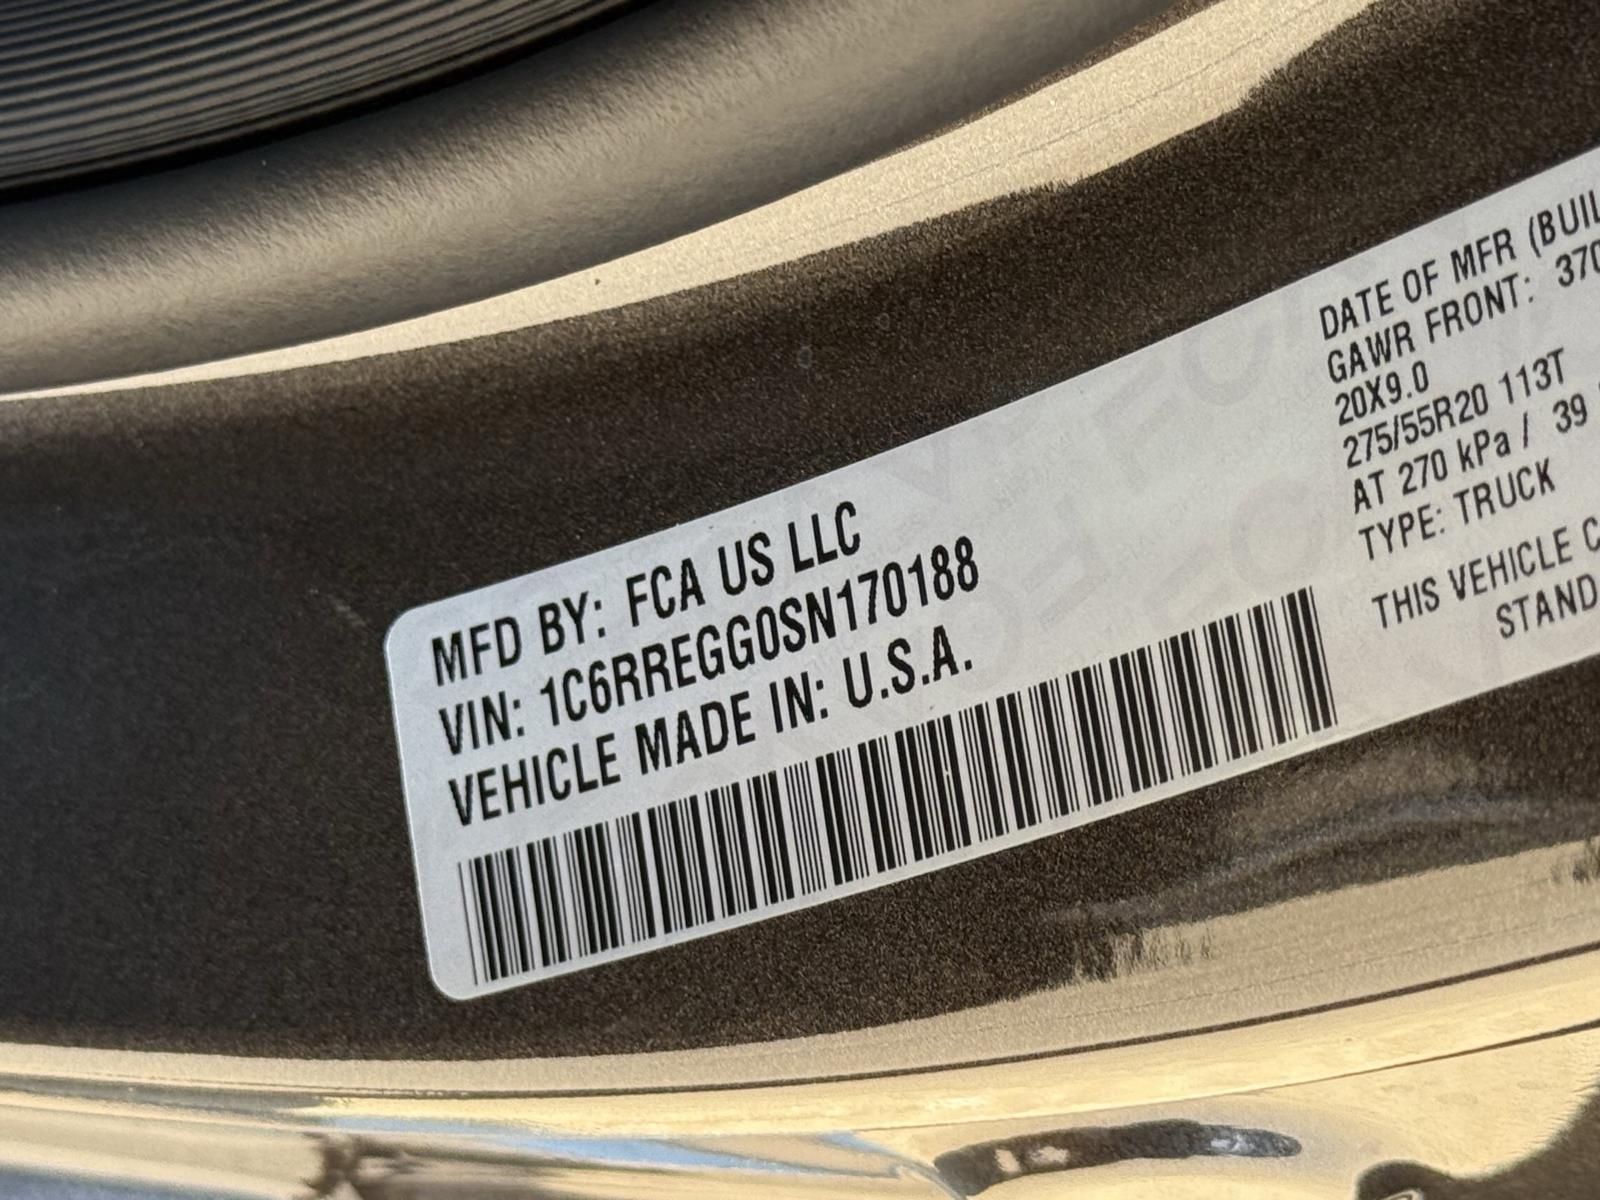 MFD BY: FCA US LLC
VIN: 1C6RREGG0SN170188
VEHICLE MADE IN: U.S.A.
DATE OF MFR (BUIL
GAWR FRONT: 370
20X9.0
275/55R20 113T
AT 270 kPa / 39
TYPE: TRUCK
THIS VEHICLE C
STAND